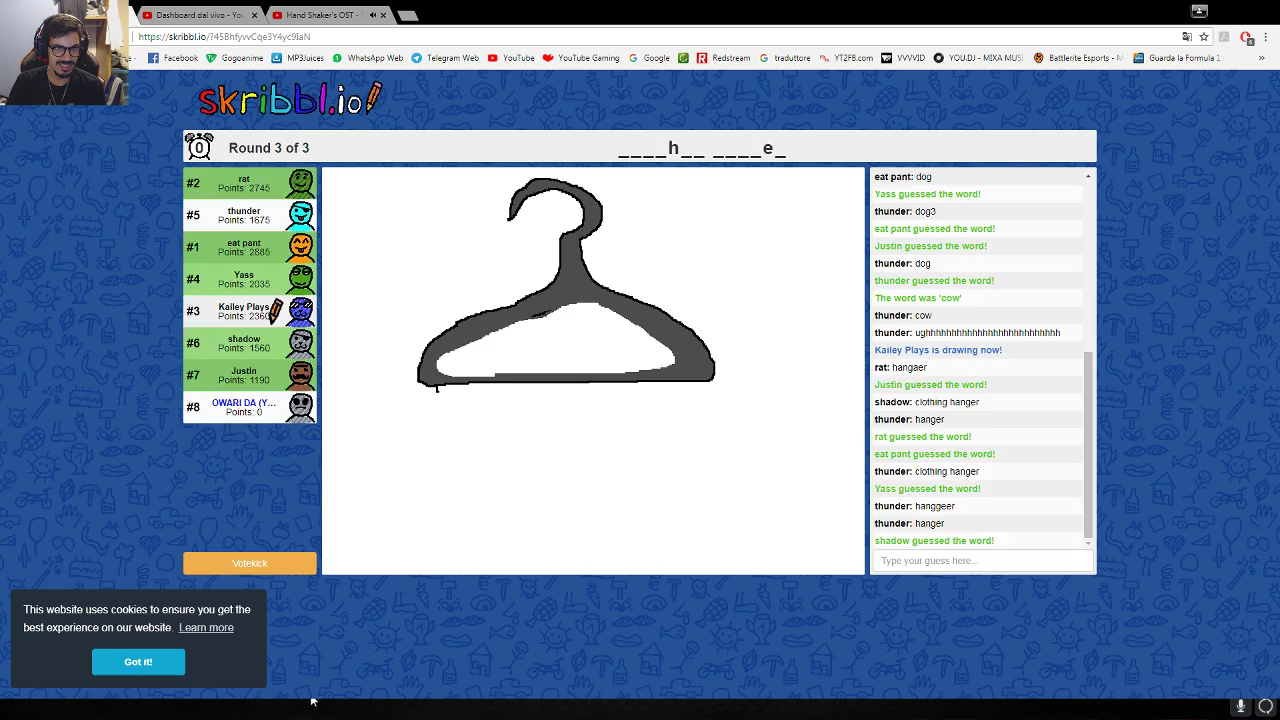 Dashboard dal vivo - Yo
Hand Shaker's OST -
https://skribbl.io/?45BhfyvvCqe3Y4yc9IaN
Facebook
Gogoanime
MP3Juices
WhatsApp Web
Telegram Web
YouTube
YouTube Gaming
Google
Redstream
traduttore
YT2FB.com
VVVVID
YOU.DJ - MIXA MUSI
Battlerite Esports - M
Guarda la Formula 1
»
skribbl.io
0
Round 3 of 3
____h__ ____e_
#2
rat
Points: 2745
#5
thunder
Points: 1675
#1
eat pant
Points: 2885
#4
Yass
Points: 2035
#3
Kailey Plays
Points: 2360
#6
shadow
Points: 1560
#7
Justin
Points: 1190
#8
OWARI DA (Y...
Points: 0
Votekick
eat pant: dog
Yass guessed the word!
thunder: dog3
eat pant guessed the word!
Justin guessed the word!
thunder: dog
thunder guessed the word!
The word was 'cow'
thunder: cow
thunder: ughhhhhhhhhhhhhhhhhhhhhhhhh
Kailey Plays is drawing now!
rat: hangaer
Justin guessed the word!
shadow: clothing hanger
thunder: hanger
rat guessed the word!
eat pant guessed the word!
thunder: clothing hanger
Yass guessed the word!
thunder: hanggeer
thunder: hanger
shadow guessed the word!
Type your guess here...
This website uses cookies to ensure you get the
best experience on our website. Learn more
Got it!